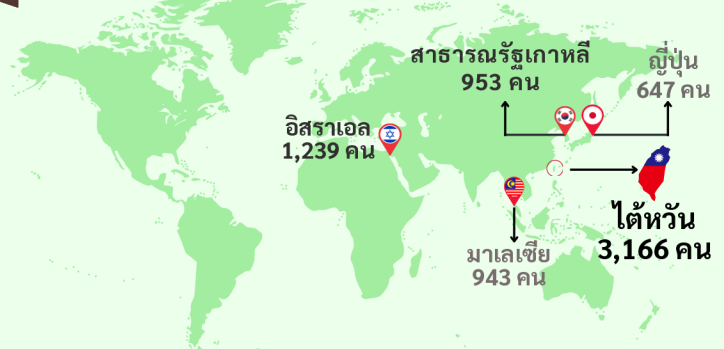 สาธารณรัฐเกาหลี
953 คน
ญี่ปุ่น
647 คน
อิสราเอล
1,239 คน
ไต้หวัน
3,166 คน
มาเลเซีย
943 คน